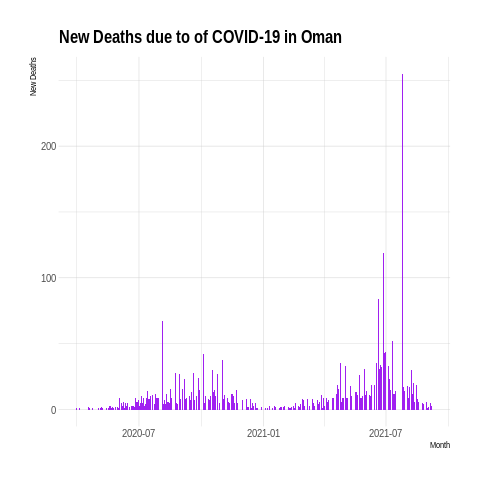 New Deaths due to of COVID-19 in Oman
New Deaths
200
100
0
2020-07
2021-01
2021-07
Month